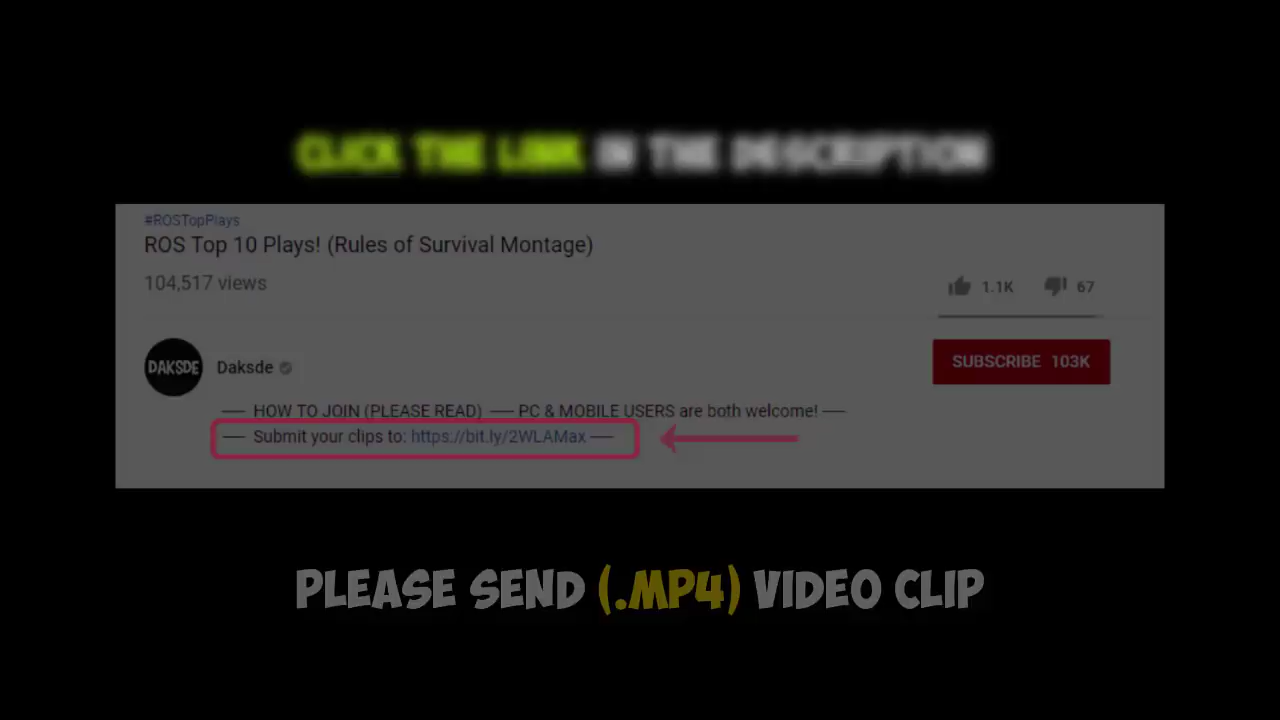 CLICK THE LINK IN THE DESCRIPTION
#ROSTopPlays
ROS Top 10 Plays! (Rules of Survival Montage)
104,517 views
1.1K 67
DAKSDE
Daksde
SUBSCRIBE 103K
── HOW TO JOIN (PLEASE READ) ── PC & MOBILE USERS are both welcome! ──
── Submit your clips to: https://bit.ly/2WLAMax ──
PLEASE SEND (.MP4) VIDEO CLIP